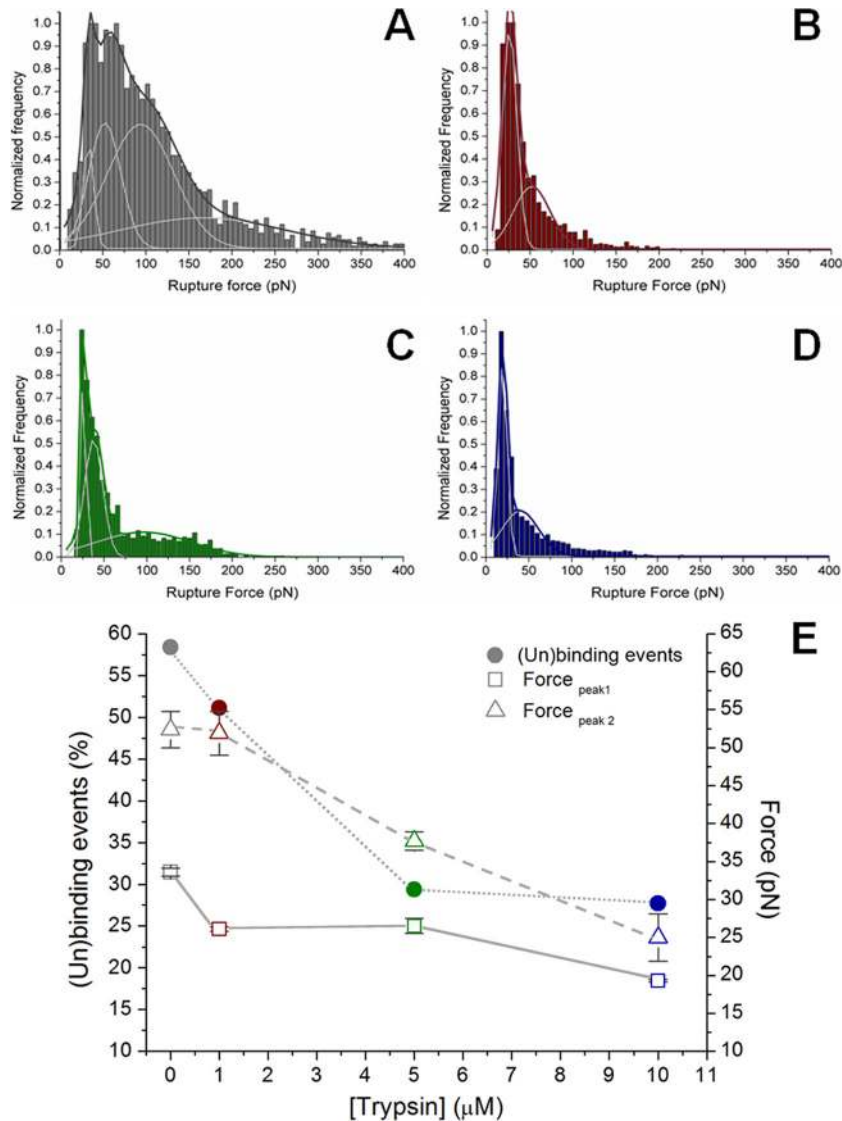 A
1.0
0.9
0.8
0.7
0.6
0.5
0.4
0.3
0.2
0.1
0.0
Normalized frequency
0 50 100 150 200 250 300 350 400
Rupture force (pN)
B
1.0
0.9
0.8
0.7
0.6
0.5
0.4
0.3
0.2
0.1
0.0
Normalized Frequency
0 50 100 150 200 250 300 350 400
Rupture Force (pN)
C
1.0
0.9
0.8
0.7
0.6
0.5
0.4
0.3
0.2
0.1
0.0
Normalized Frequency
0 50 100 150 200 250 300 350 400
Rupture Force (pN)
D
1.0
0.9
0.8
0.7
0.6
0.5
0.4
0.3
0.2
0.1
0.0
Normalized Frequency
0 50 100 150 200 250 300 350 400
Rupture Force (pN)
E
(Un)binding events
Force peak1
Force peak 2
60
55
50
45
40
35
30
25
20
15
10
(Un)binding events (%)
65
60
55
50
45
40
35
30
25
20
15
10
Force (pN)
0 1 2 3 4 5 6 7 8 9 10 11
[Trypsin] (μM)